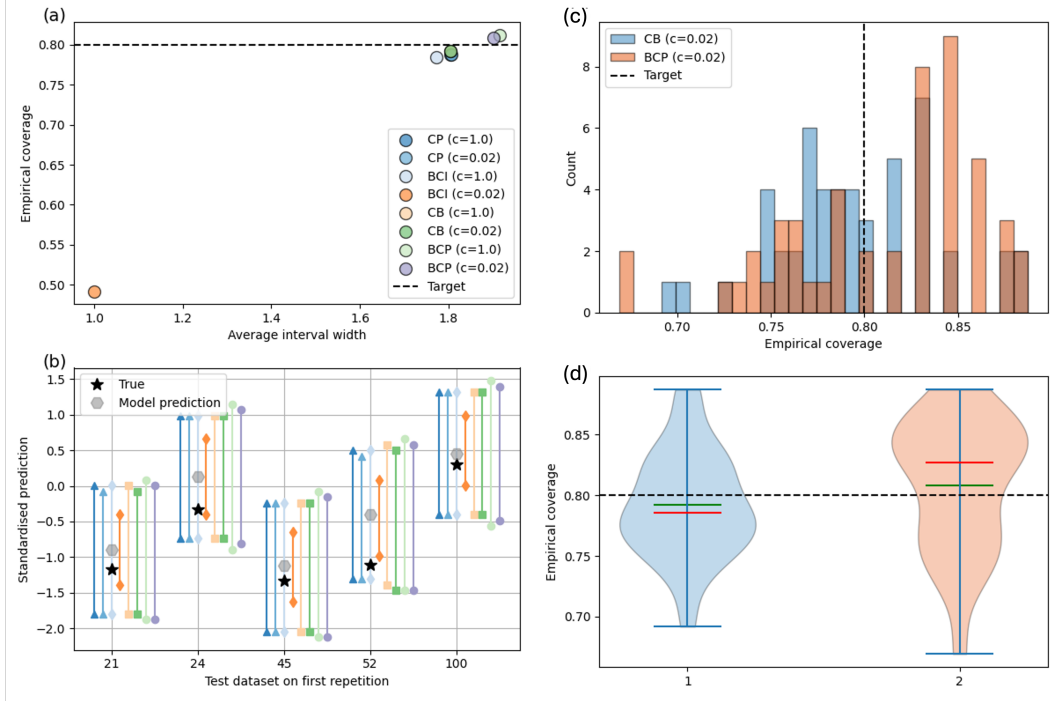 (a)
0.80
0.75
0.70
0.65
0.60
0.55
0.50
Empirical coverage
CP (c=1.0)
CP (c=0.02)
BCI (c=1.0)
BCI (c=0.02)
CB (c=1.0)
CB (c=0.02)
BCP (c=1.0)
BCP (c=0.02)
Target
1.0 1.2 1.4 1.6 1.8
Average interval width
(c)
8
6
4
2
0
Count
CB (c=0.02)
BCP (c=0.02)
Target
0.70 0.75 0.80 0.85
Empirical coverage
(b)
1.5
1.0
0.5
0.0
−0.5
−1.0
−1.5
−2.0
Standardised prediction
True
Model prediction
21 24 45 52 100
Test dataset on first repetition
(d)
0.85
0.80
0.75
0.70
Empirical coverage
1 2